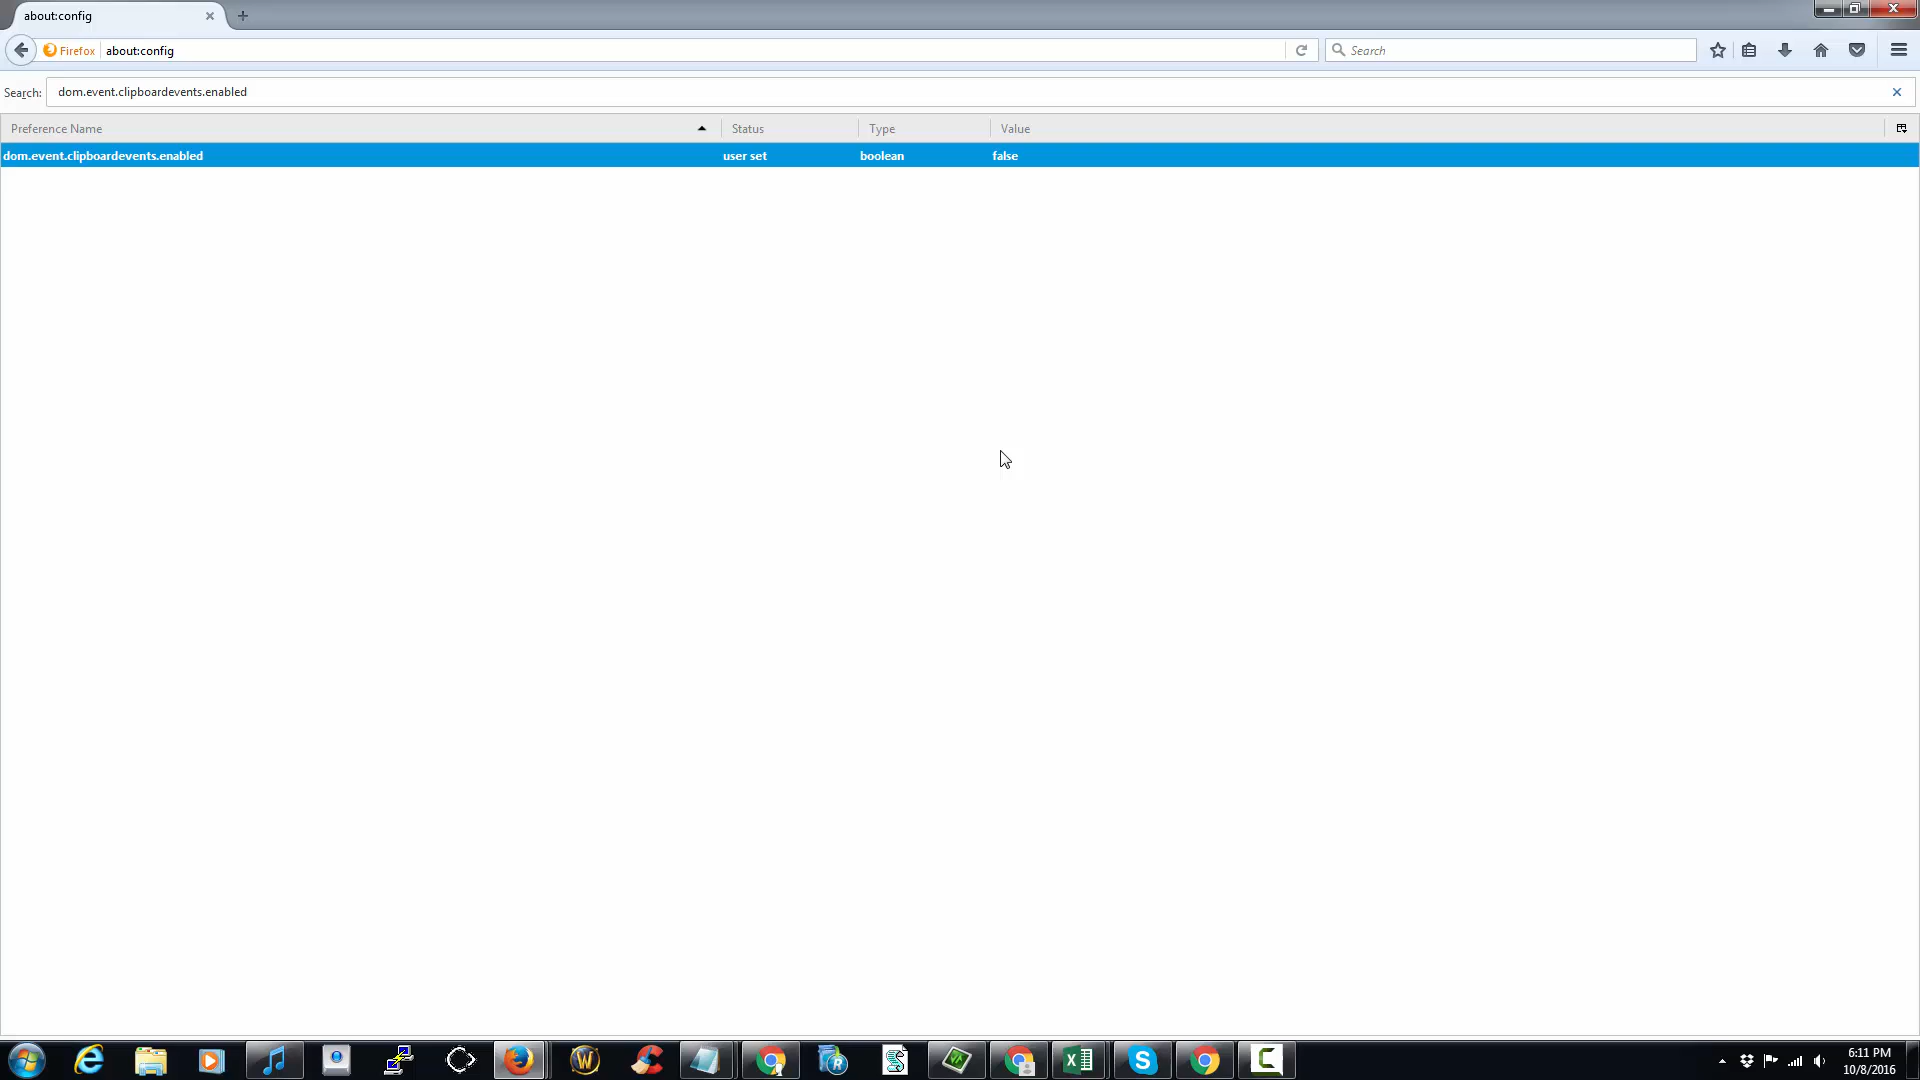 about:config
Firefox about:config Search
Search: dom.event.clipboardevents.enabled
Preference Name Status Type Value
dom.event.clipboardevents.enabled user set boolean false
6:11 PM
10/8/2016